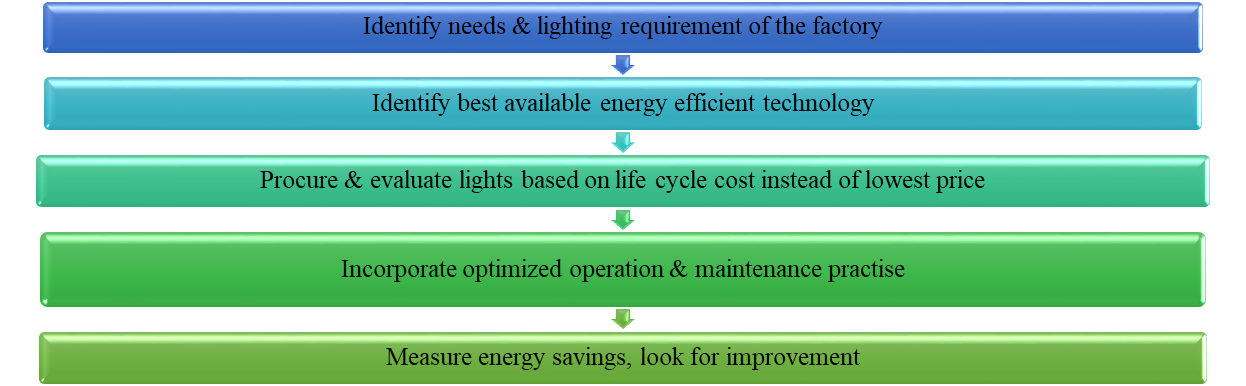 Identify needs & lighting requirement of the factory
Identify best available energy efficient technology
Procure & evaluate lights based on life cycle cost instead of lowest price
Incorporate optimized operation & maintenance practise
Measure energy savings, look for improvement